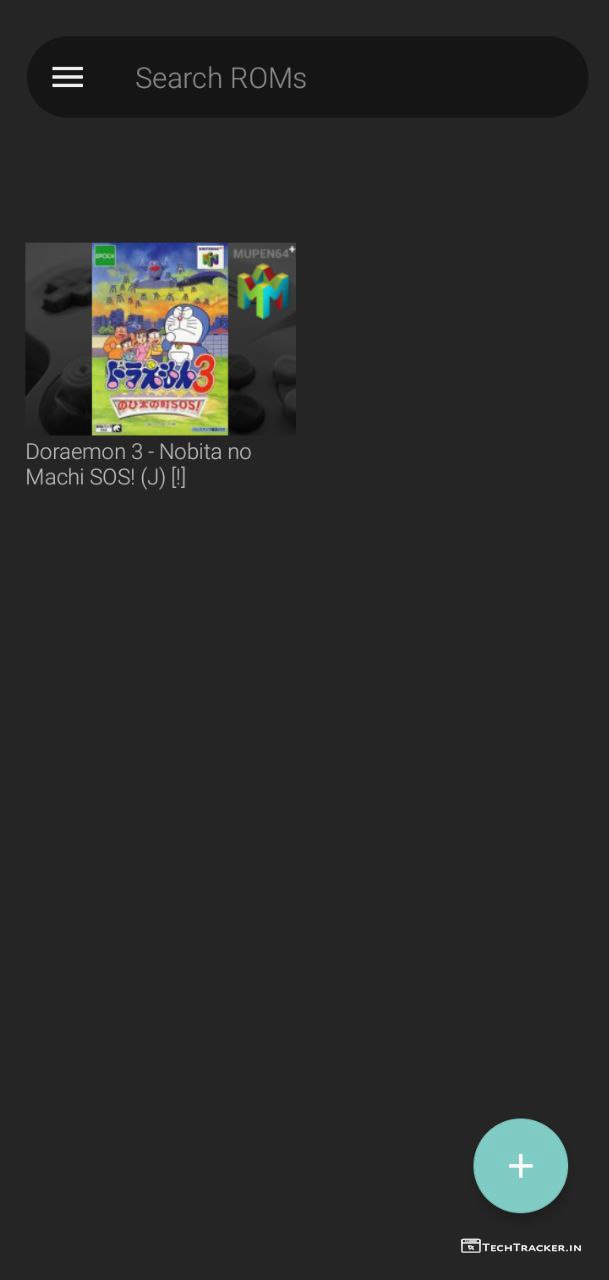 Search ROMs
EPOCH
MUPEN64+
ドラえもん3
のび太の町SOS!
Doraemon 3 - Nobita no
Machi SOS! (J) [!]
TECHTRACKER.IN